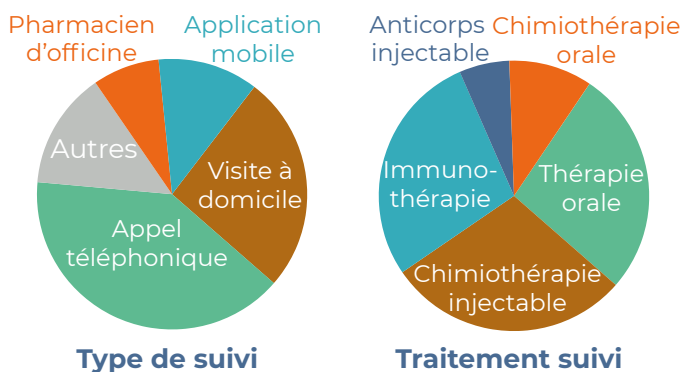 Pharmacien
d’officine
Application
mobile
Autres
Visite à
domicile
Appel
téléphonique
Type de suivi
Anticorps
injectable
Chimiothérapie
orale
Immuno-
thérapie
Thérapie
orale
Chimiothérapie
injectable
Traitement suivi